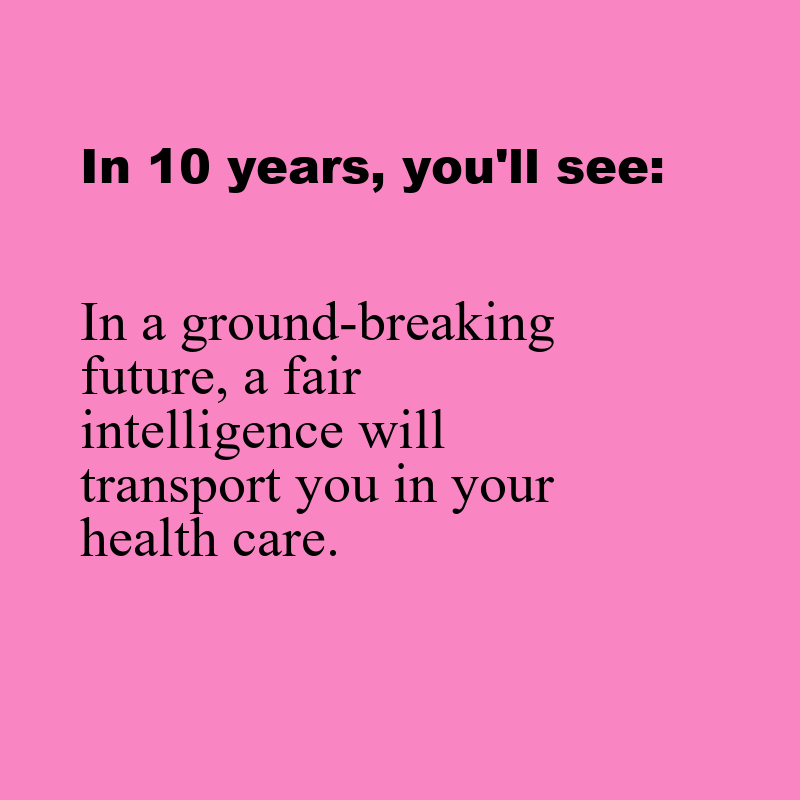 In 10 years, you'll see:
In a ground-breaking
future, a fair
intelligence will
transport you in your
health care.